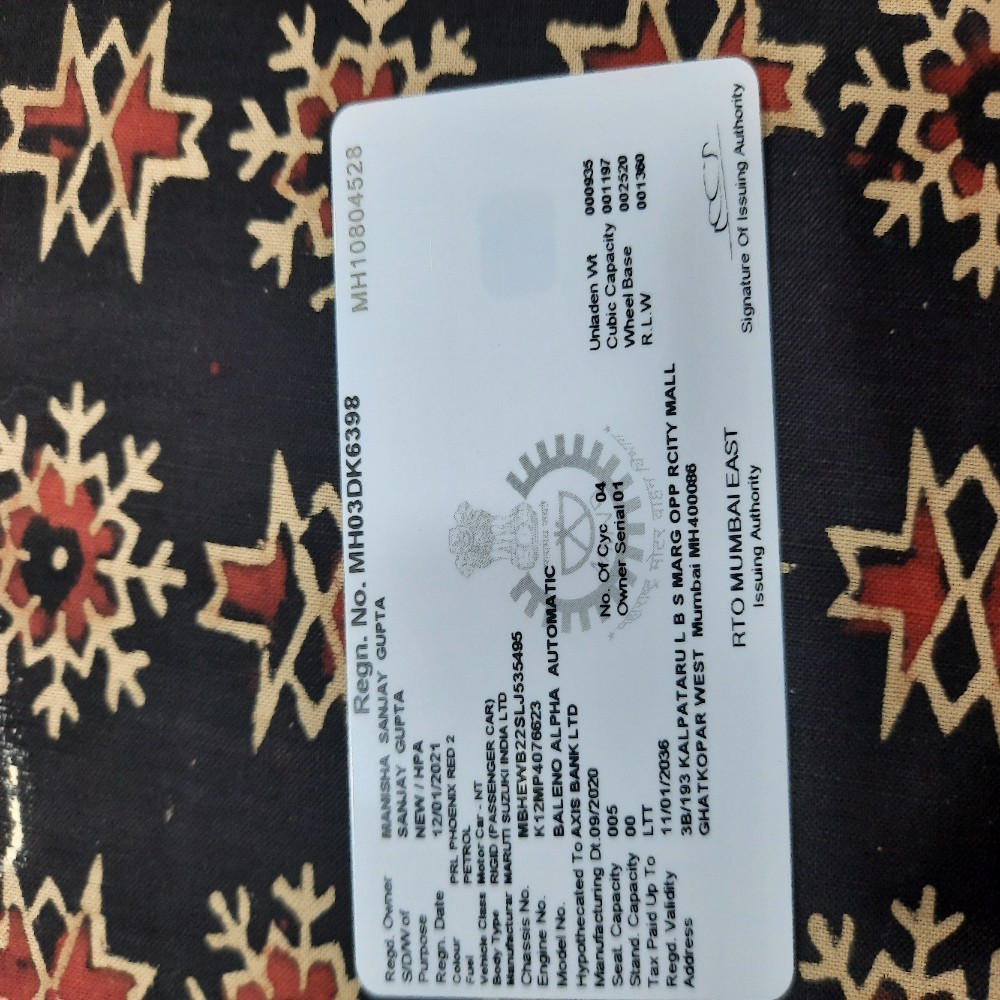 MH10804528
Regn. No. MH03DK6398
Regd. Owner MANISHA SANJAY GUPTA
S/D/W of SANJAY GUPTA
Purpose NEW / HPA
Regn. Date 12/01/2021
Colour PRL PHOENIX RED 2
Fuel PETROL
Vehicle Class Motor Car - NT
Body Type RIGID (PASSENGER CAR)
Manufacturar MARUTI SUZUKI INDIA LTD
Chassis No. MBHEWB22SLJ535495
Engine No. K12MP4076623
Model No. BALENO ALPHA AUTOMATIC
Hypothecated To AXIS BANK LTD
Manufacturing Dt. 09/2020 No. Of Cyc 04 Unladen Wt 000935
Seat Capacity 005 Owner Serial 01 Cubic Capacity 001197
Stand. Capacity 00 Wheel Base 002520
Tax Paid Up To LTT R.L.W 001360
Regd. Validity 11/01/2036
Address 3B/193 KALPATARU L B S MARG OPP RCITY MALL
GHATKOPAR WEST Mumbai MH400086
RTO MUMBAI EAST
Issuing Authority
Signature Of Issuing Authority